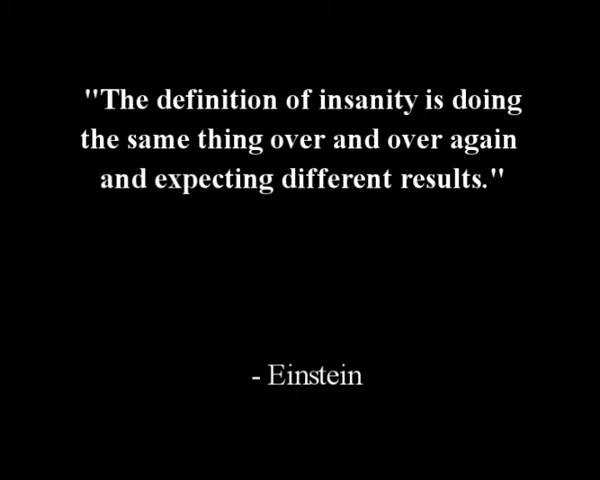 "The definition of insanity is doing
the same thing over and over again
and expecting different results."
- Einstein